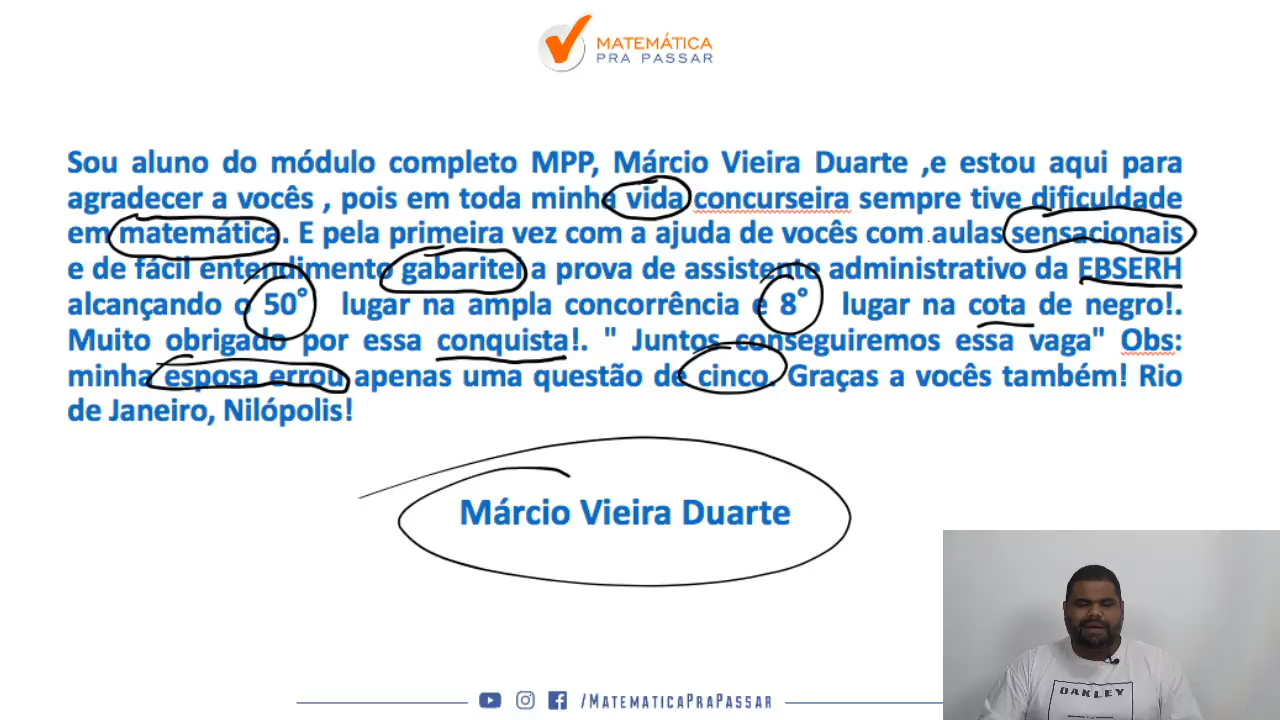 MATEMÁTICA
PRA PASSAR
Sou aluno do módulo completo MPP, Márcio Vieira Duarte ,e estou aqui para
agradecer a vocês , pois em toda minha vida concurseira sempre tive dificuldade
em matemática. E pela primeira vez com a ajuda de vocês com aulas sensacionais
e de fácil entendimento gabaritei a prova de assistente administrativo da EBSERH
alcançando o 50° lugar na ampla concorrência e 8° lugar na cota de negro!.
Muito obrigado por essa conquista!. " Juntos conseguiremos essa vaga" Obs:
minha esposa errou apenas uma questão de cinco. Graças a vocês também! Rio
de Janeiro, Nilópolis!
Márcio Vieira Duarte
OAKLEY
/MATEMATICAPRAPASSAR